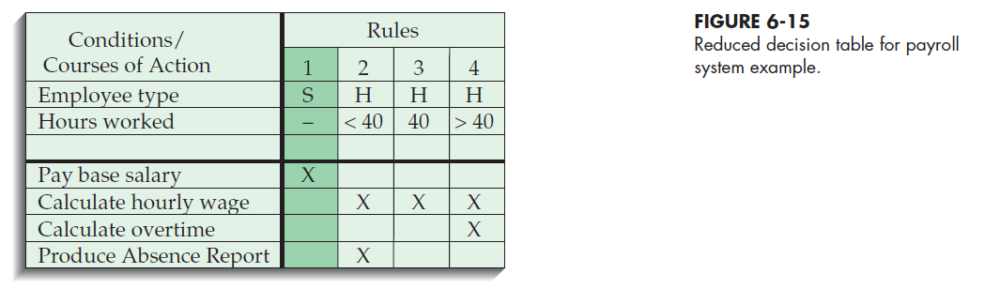 Conditions/
Courses of Action
Rules
1 2 3 4
Employee type S H H H
Hours worked – < 40 40 > 40
Pay base salary X
Calculate hourly wage X X X
Calculate overtime X
Produce Absence Report X
FIGURE 6-15
Reduced decision table for payroll
system example.